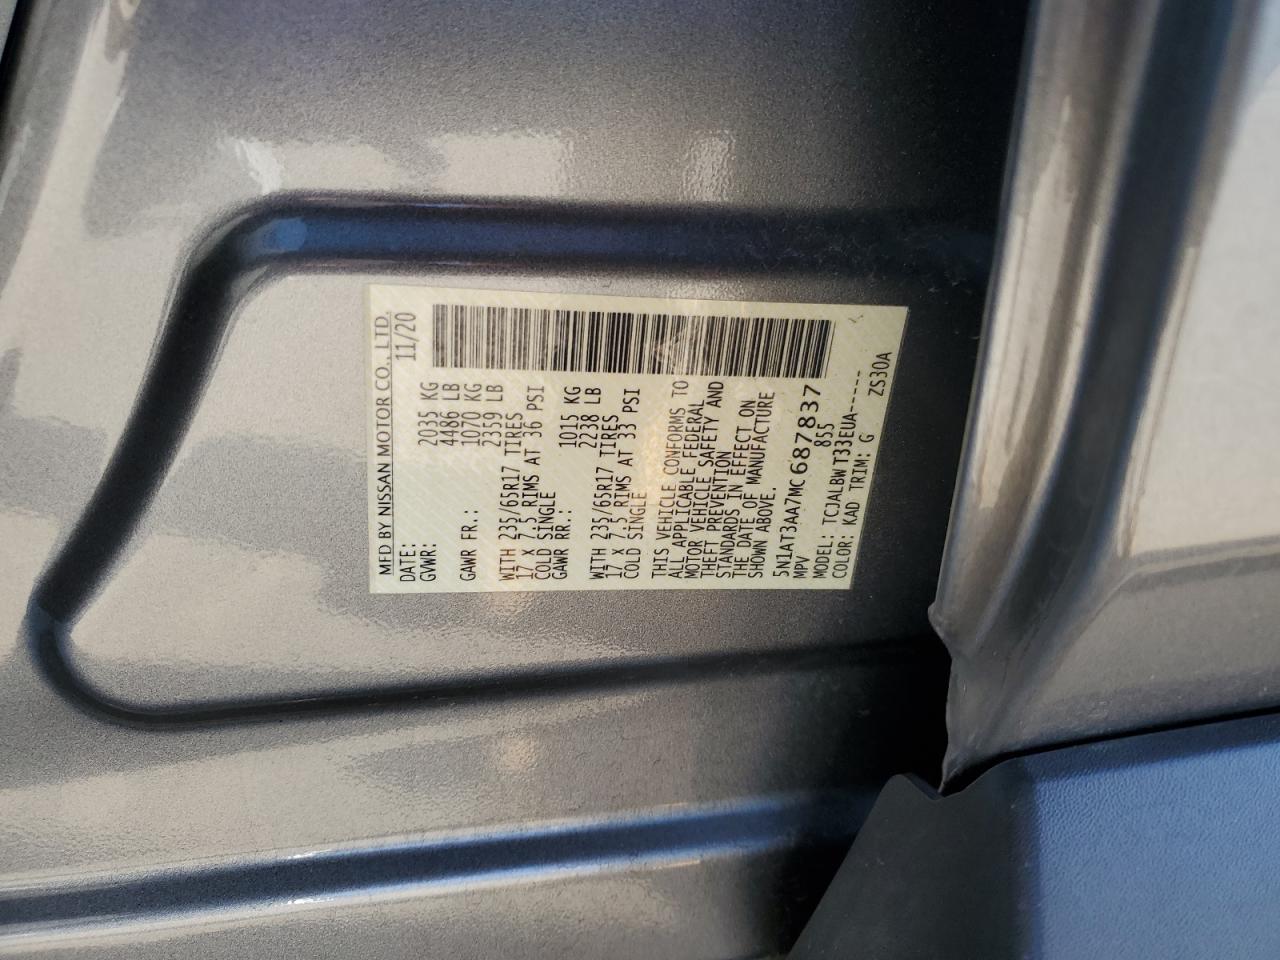 MFD BY NISSAN MOTOR CO., LTD.
DATE: 11/20
GVWR: 2035 KG
4486 LB
GAWR FR.: 1070 KG
2359 LB
WITH 235/65R17 TIRES
17 X 7.5 RIMS AT 36 PSI
COLD SINGLE
GAWR RR.: 1015 KG
2238 LB
WITH 235/65R17 TIRES
17 X 7.5 RIMS AT 33 PSI
COLD SINGLE
THIS VEHICLE CONFORMS TO
ALL APPLICABLE FEDERAL
MOTOR VEHICLE SAFETY AND
THEFT PREVENTION
STANDARDS IN EFFECT ON
THE DATE OF MANUFACTURE
SHOWN ABOVE.
5N1AT3AA7MC687837
MPV 855
MODEL: TCJALBWT33EUA------
COLOR: KAD TRIM: G ZS30A